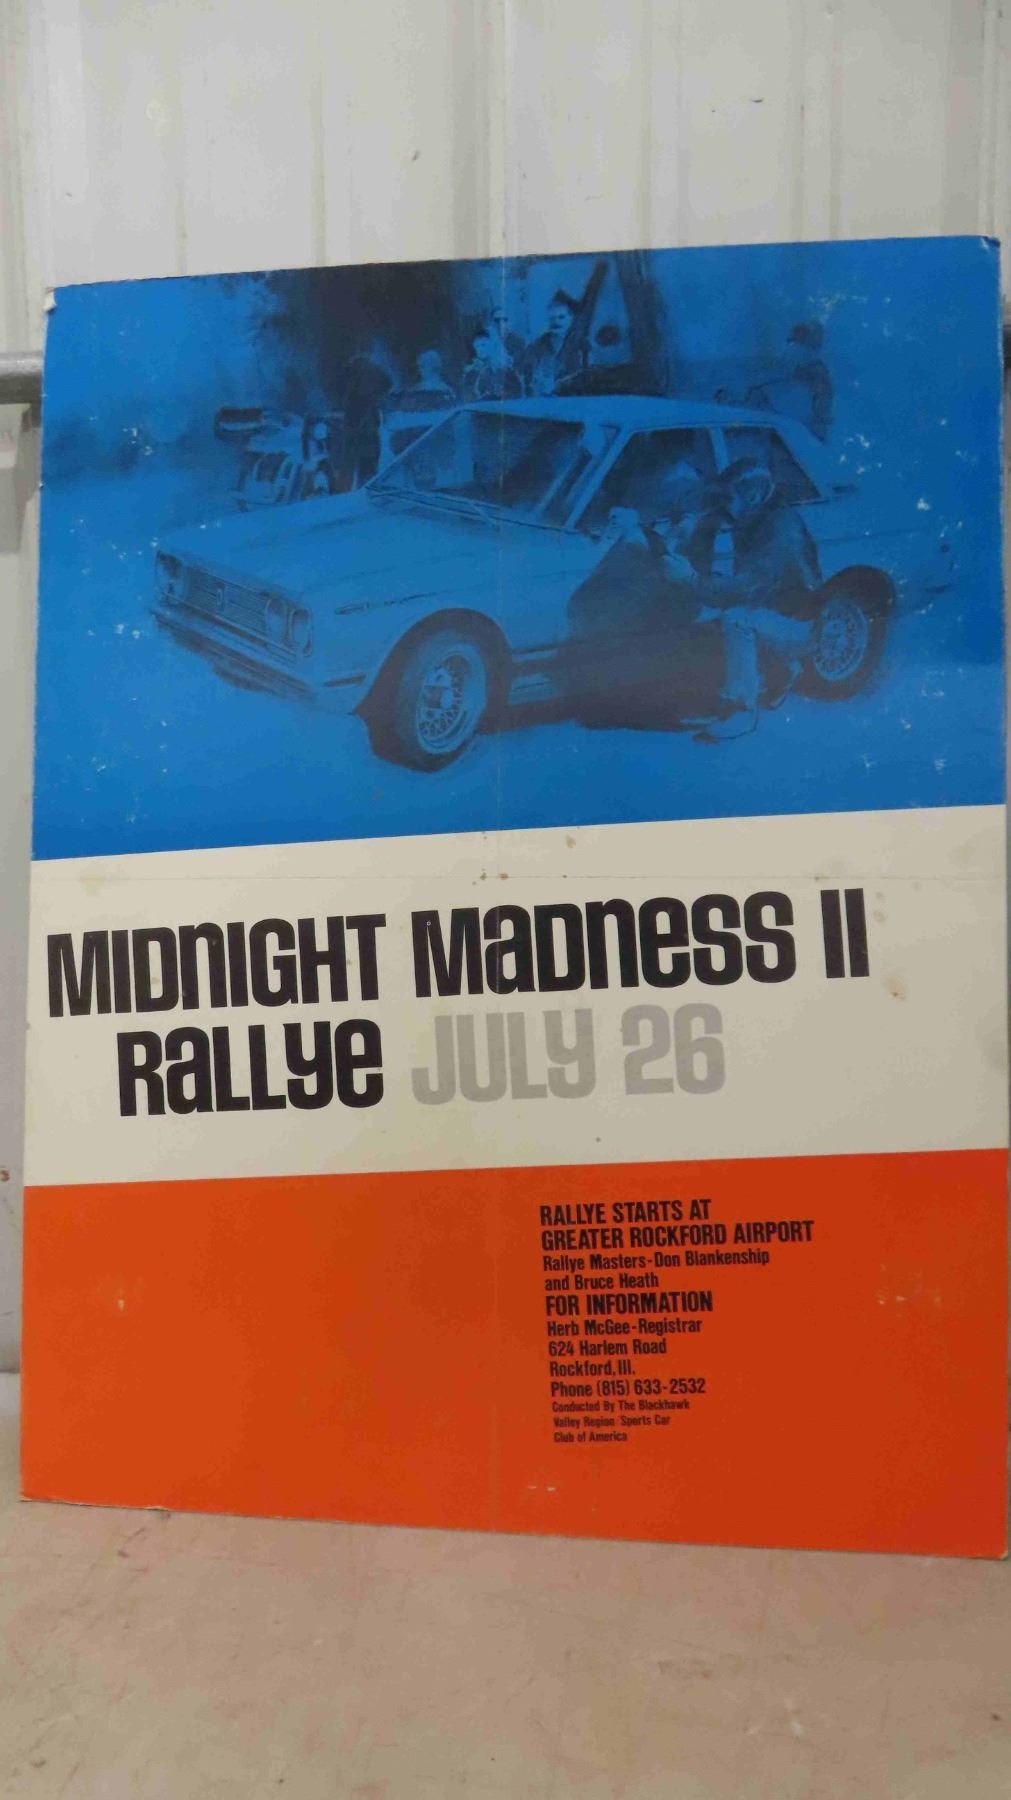 MIDNIGHT MADNESS II
RALLYE JULY 26
RALLYE STARTS AT
GREATER ROCKFORD AIRPORT
Rallye Masters-Don Blankenship
and Bruce Heath
FOR INFORMATION
Herb McGee-Registrar
624 Harlem Road
Rockford, Ill.
Phone (815) 633-2532
Conducted By The Blackhawk
Valley Region Sports Car
Club of America